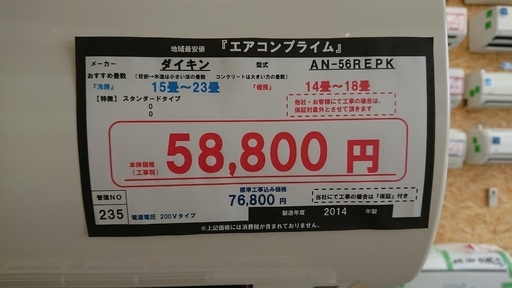 地域最安値 『エアコンプライム』
メーカー ダイキン 型式 AN-56REPK
おすすめ畳数 (目安→木造は小さい法の畳数 コンクリートは大きい方の畳数)
『冷房』 15畳~23畳 『暖房』 14畳~18畳
【特徴】 スタンダードタイプ
0
0
他社・お客様にて工事の場合は、
保証対象外とさせて頂きます
本体価格
(工事別)
58,800 円
標準工事込み価格
76,800 円
当社にて工事の場合は「保証」付き
管理NO
235
電源電圧 200Vタイプ
製造年度 2014 年製
※上記価格には消費税が含まれておりません。